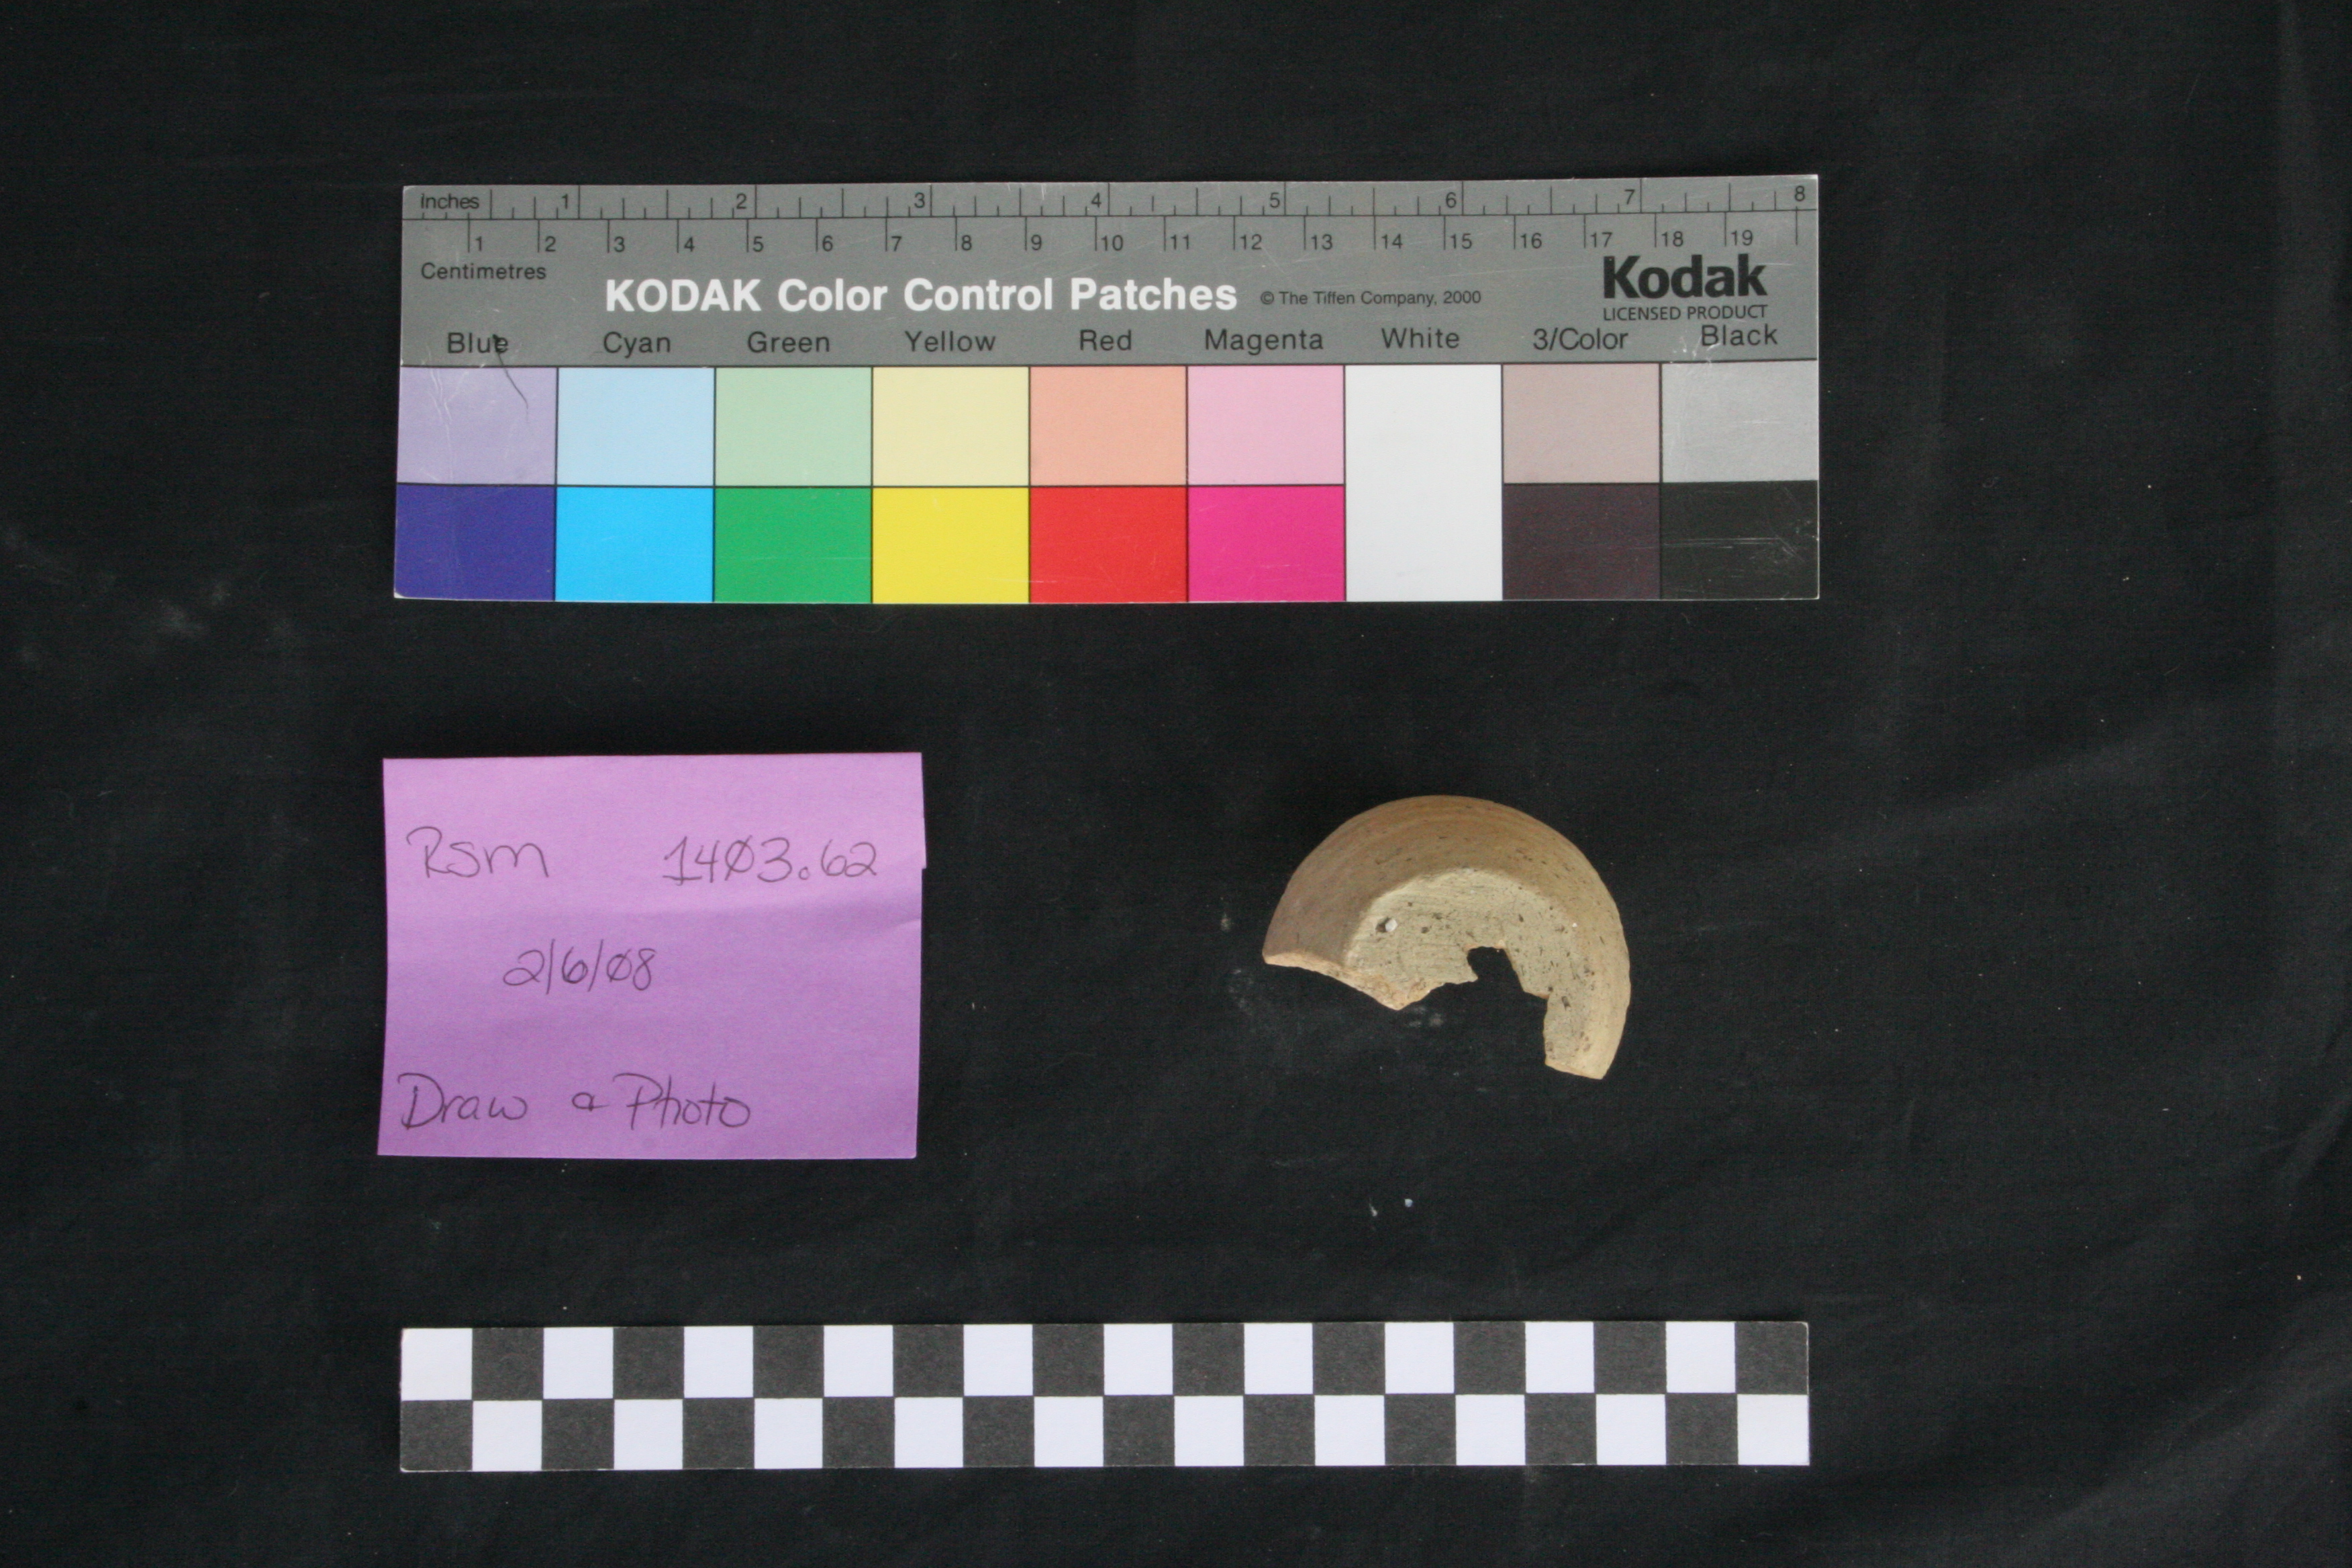 Inches 1 2 3 4 5 6 7 8
1 2 3 4 5 6 7 8 9 10 11 12 13 14 15 16 17 18 19
Centimetres
KODAK Color Control Patches © The Tiffen Company, 2000
Kodak
LICENSED PRODUCT
Blue Cyan Green Yellow Red Magenta White 3/Color Black
RSM 14Ø3.62
2/6/Ø8
Draw & Photo